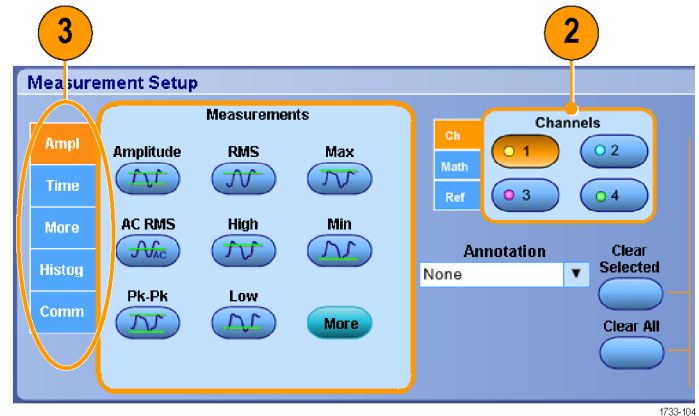 3
2
Measurement Setup
Ampl
Time
More
Histog
Comm
Measurements
Amplitude
RMS
Max
AC RMS
AC
High
Min
Pk-Pk
Low
More
Ch
Math
Ref
Channels
1
2
3
4
Annotation
None
Clear
Selected
Clear All
1733-104